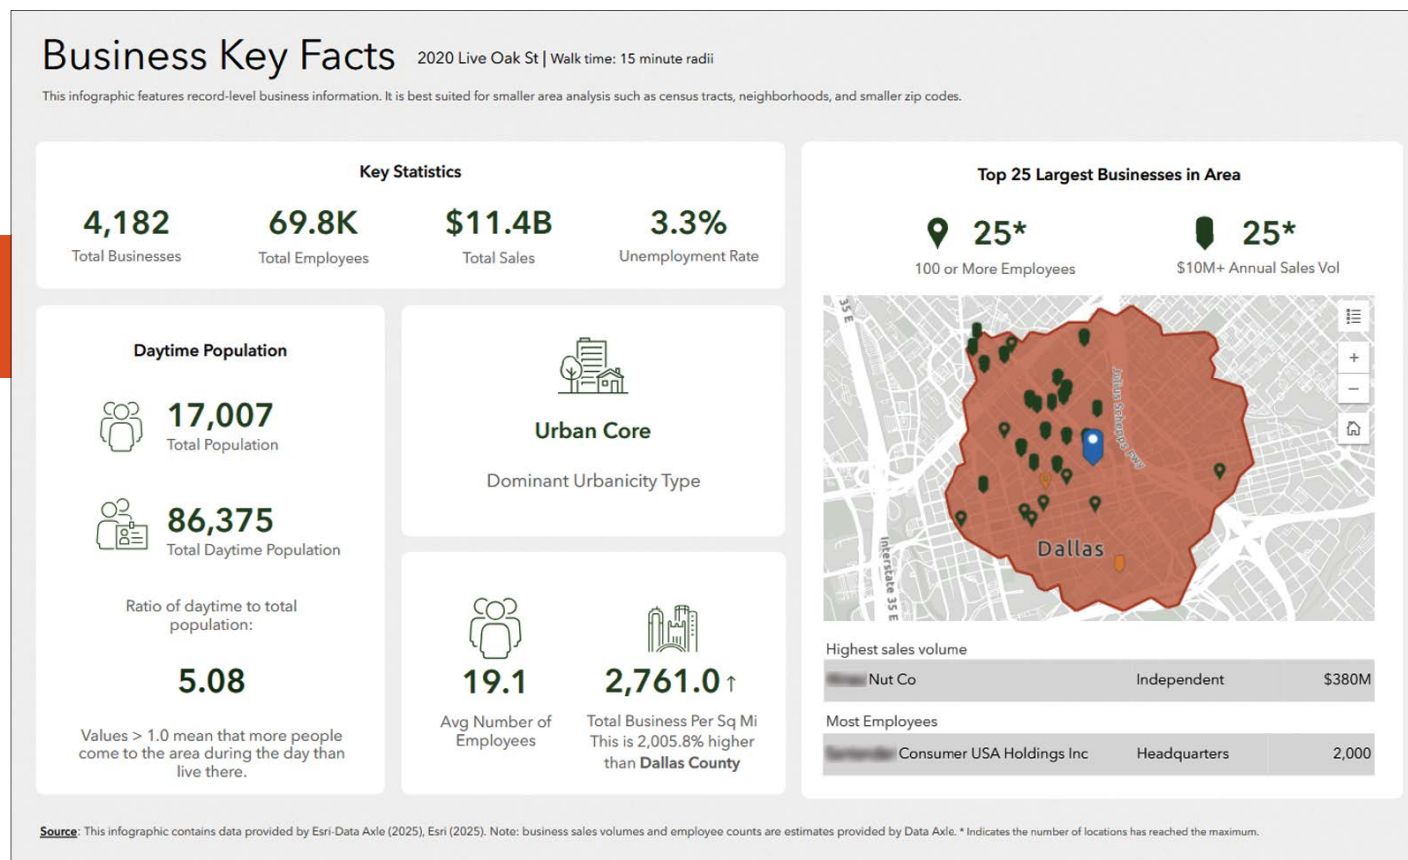 Business Key Facts 2020 Live Oak St | Walk time: 15 minute radii
This infographic features record-level business information. It is best suited for smaller area analysis such as census tracts, neighborhoods, and smaller zip codes.
Key Statistics
4,182
Total Businesses
69.8K
Total Employees
$11.4B
Total Sales
3.3%
Unemployment Rate
Daytime Population
17,007
Total Population
86,375
Total Daytime Population
Ratio of daytime to total
population:
5.08
Values > 1.0 mean that more people
come to the area during the day than
live there.
Urban Core
Dominant Urbanicity Type
19.1
Avg Number of
Employees
2,761.0↑
Total Business Per Sq Mi
This is 2,005.8% higher
than Dallas County
Top 25 Largest Businesses in Area
25*
100 or More Employees
25*
$10M+ Annual Sales Vol
35 E
Julius Schepps Fwy
Dallas
Interstate 35 E
+
−
Highest sales volume
Nut Co Independent $380M
Most Employees
Consumer USA Holdings Inc Headquarters 2,000
Source: This infographic contains data provided by Esri-Data Axle (2025), Esri (2025). Note: business sales volumes and employee counts are estimates provided by Data Axle. * Indicates the number of locations has reached the maximum.